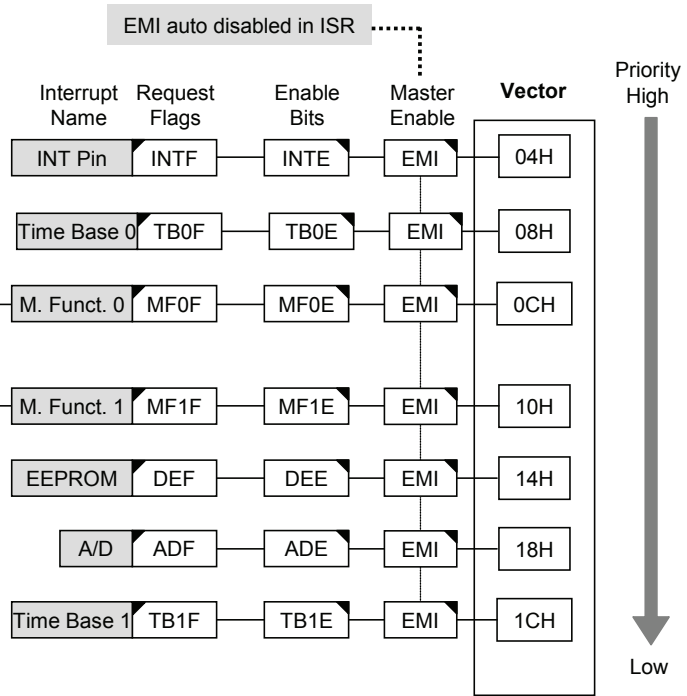 EMI auto disabled in ISR
Priority
High
Interrupt Name Request Flags Enable Bits Master Enable Vector
INT Pin INTF INTE EMI 04H
Time Base 0 TB0F TB0E EMI 08H
M. Funct. 0 MF0F MF0E EMI 0CH
M. Funct. 1 MF1F MF1E EMI 10H
EEPROM DEF DEE EMI 14H
A/D ADF ADE EMI 18H
Time Base 1 TB1F TB1E EMI 1CH
Low